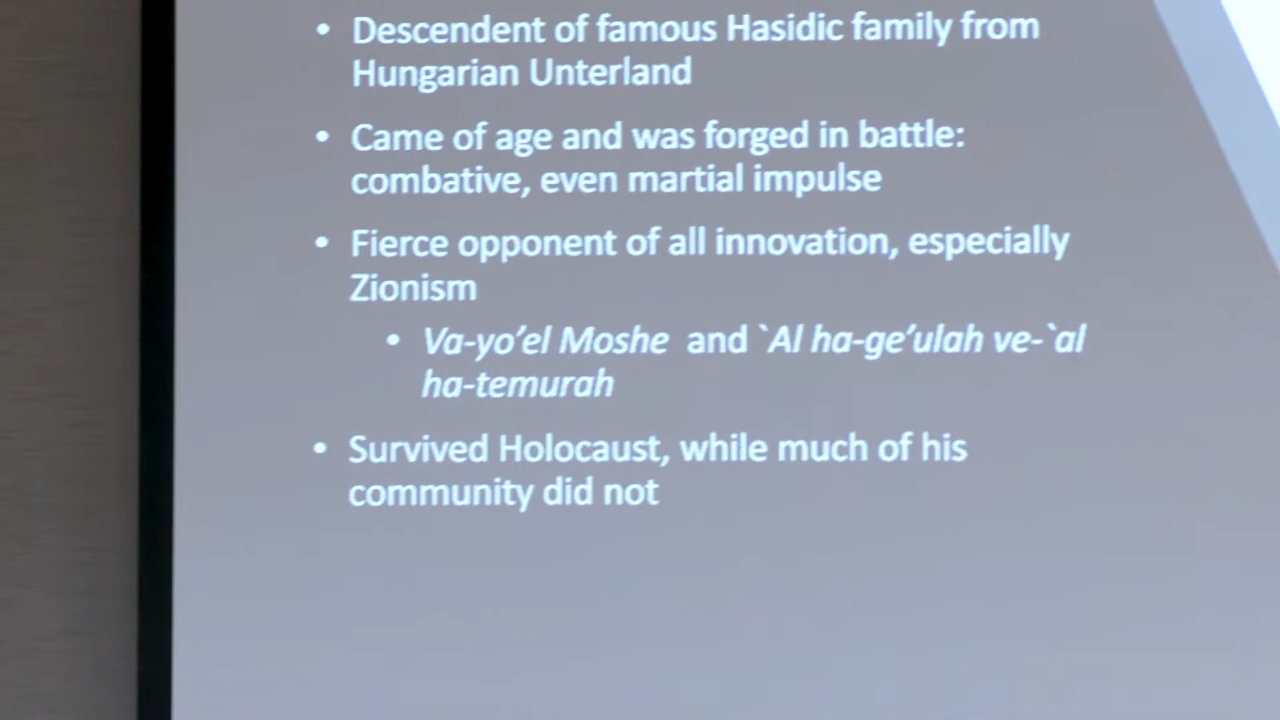 • Descendent of famous Hasidic family from
Hungarian Unterland
• Came of age and was forged in battle:
combative, even martial impulse
• Fierce opponent of all innovation, especially
Zionism
• Va-yo’el Moshe and `Al ha-ge’ulah ve-`al
ha-temurah
• Survived Holocaust, while much of his
community did not